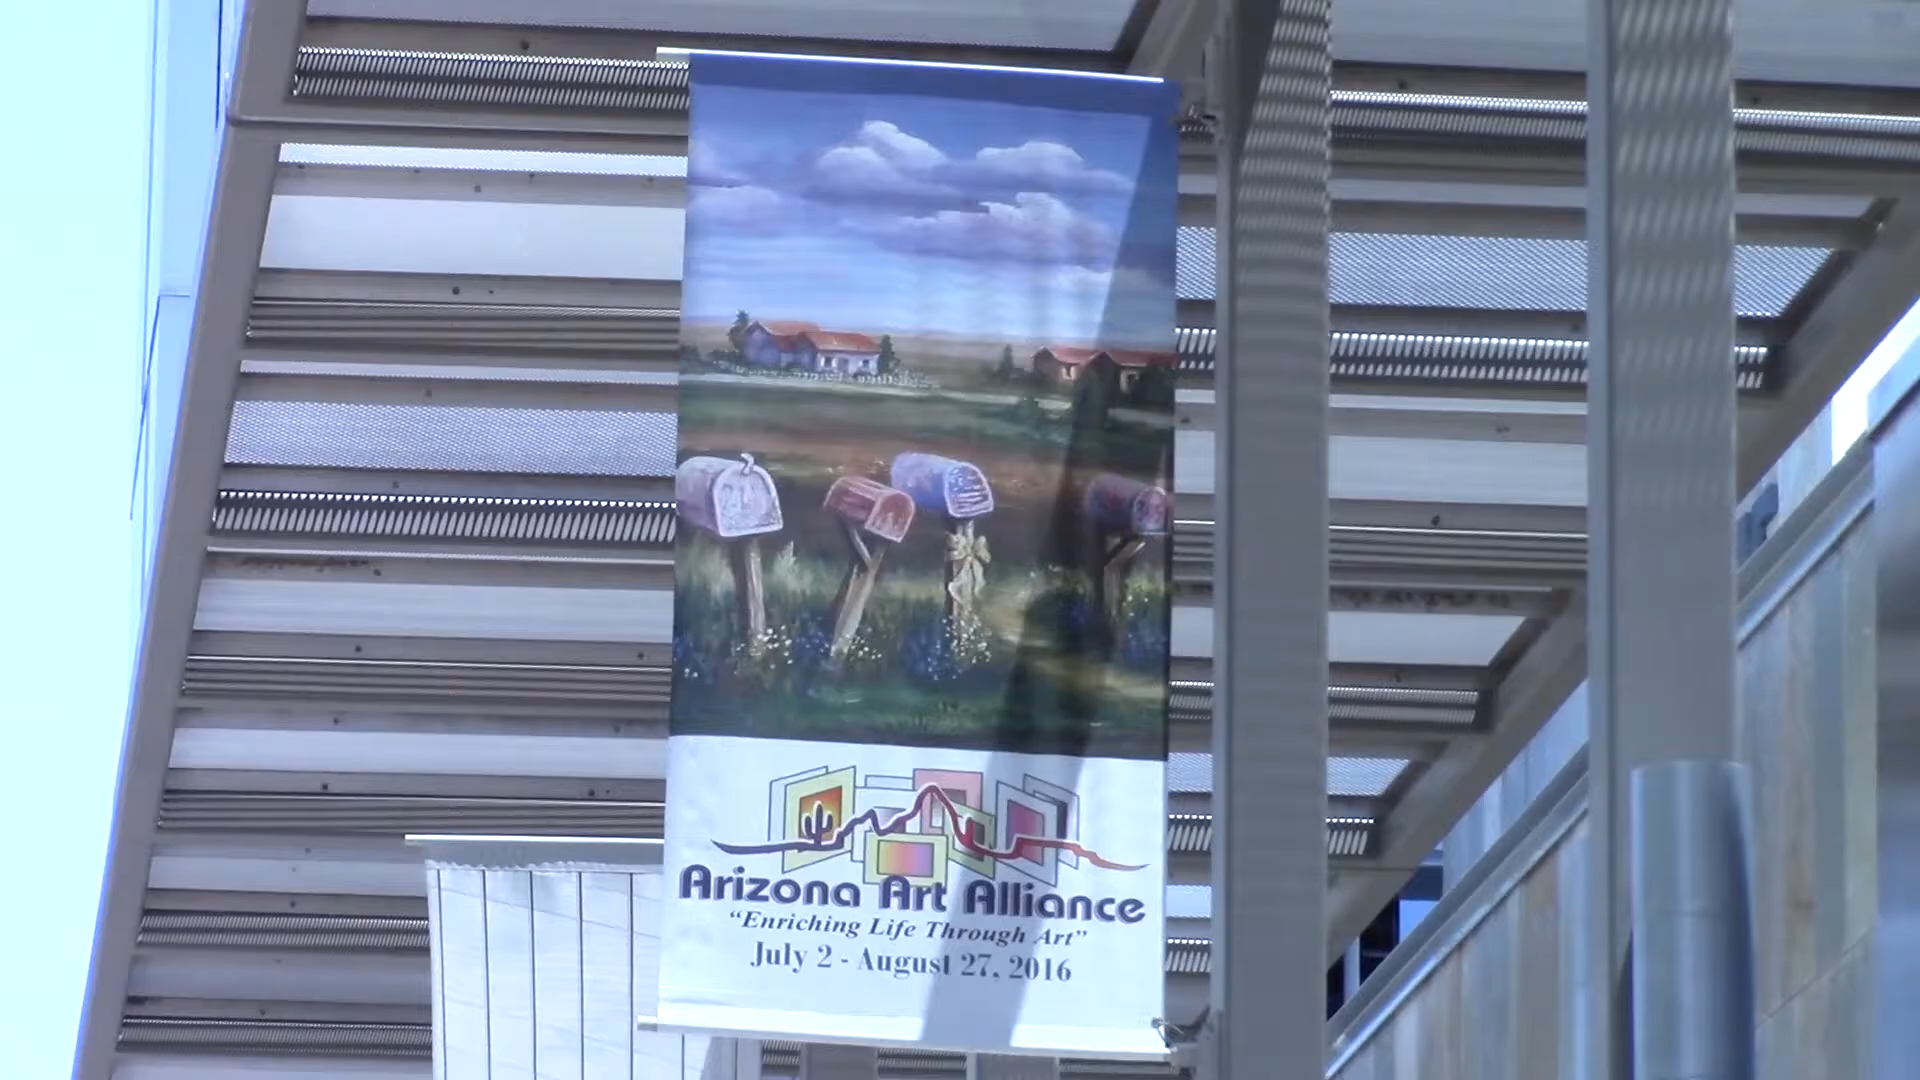 Arizona Art Alliance
"Enriching Life Through Art"
July 2 - August 27, 2016